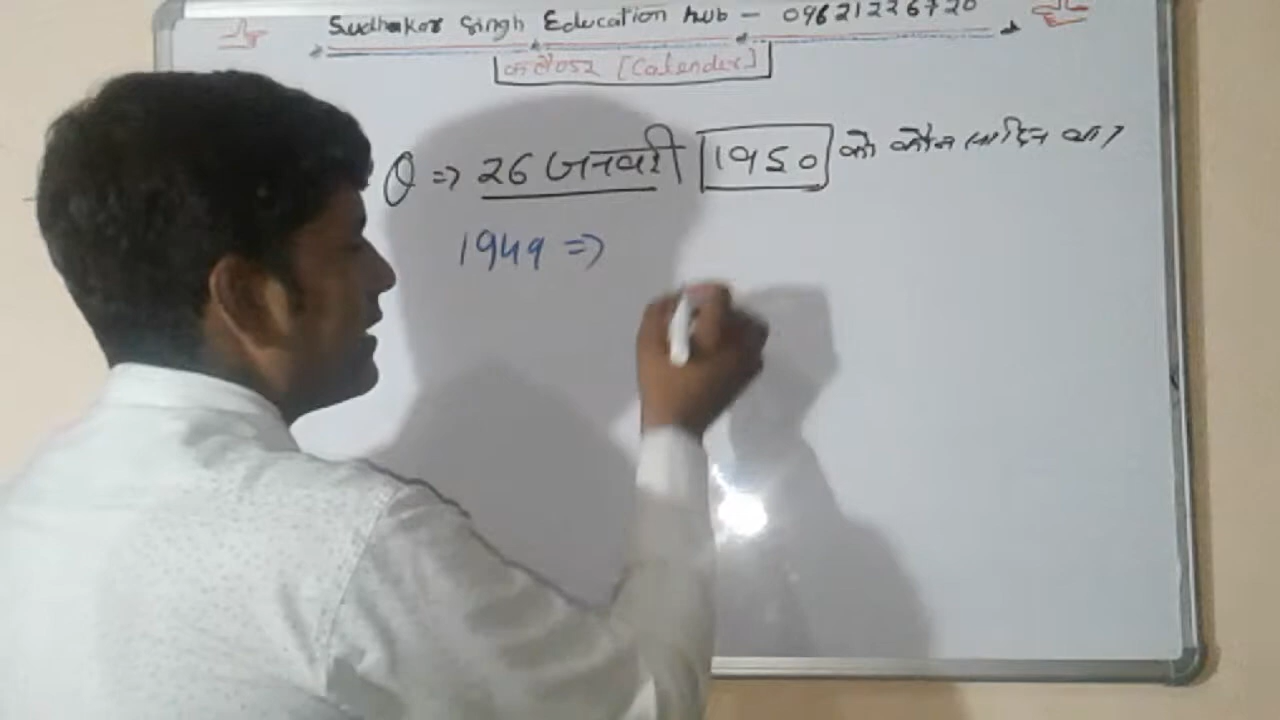 Sudhakar Singh Education hub - 09621226720
कलैण्डर [Calender]
Q => 26 जनवरी 1950 को कौन सा दिन था?
1949 =>